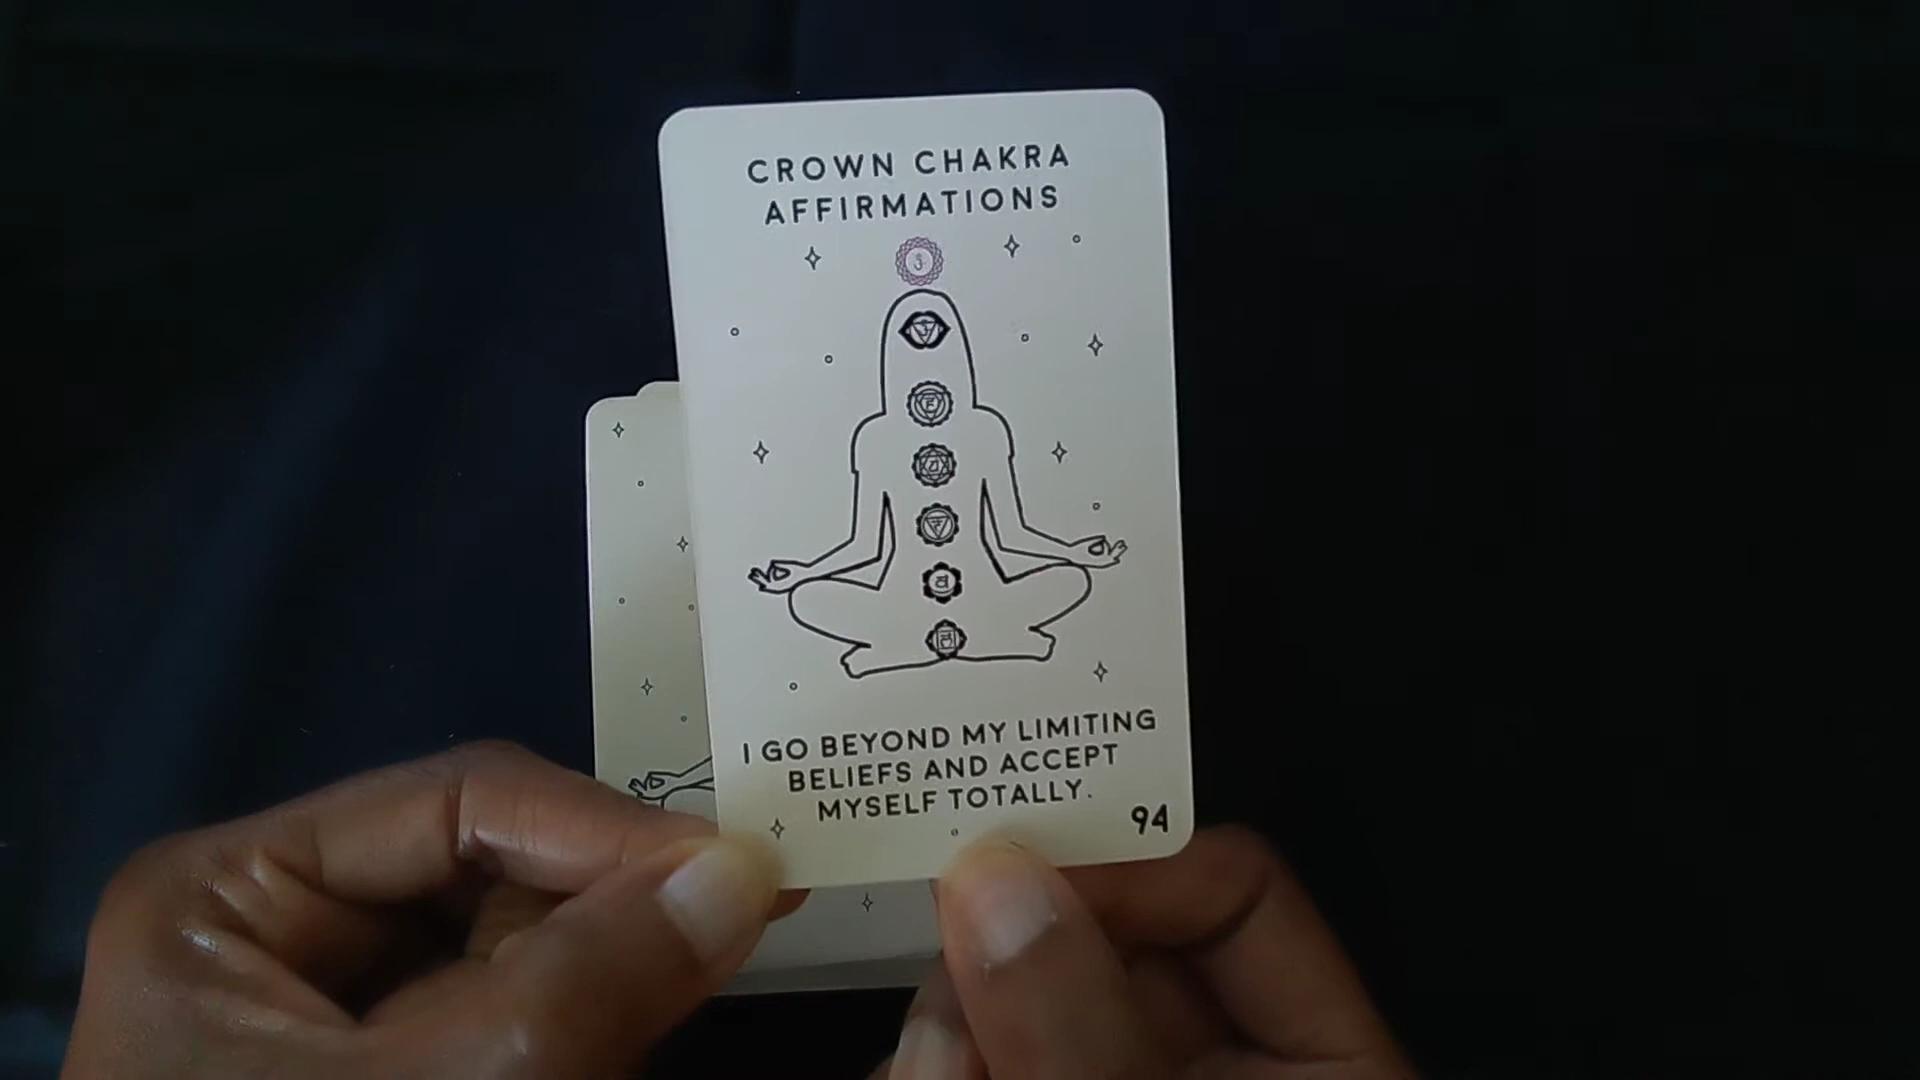 CROWN CHAKRA
AFFIRMATIONS
I GO BEYOND MY LIMITING
BELIEFS AND ACCEPT
MYSELF TOTALLY.
94